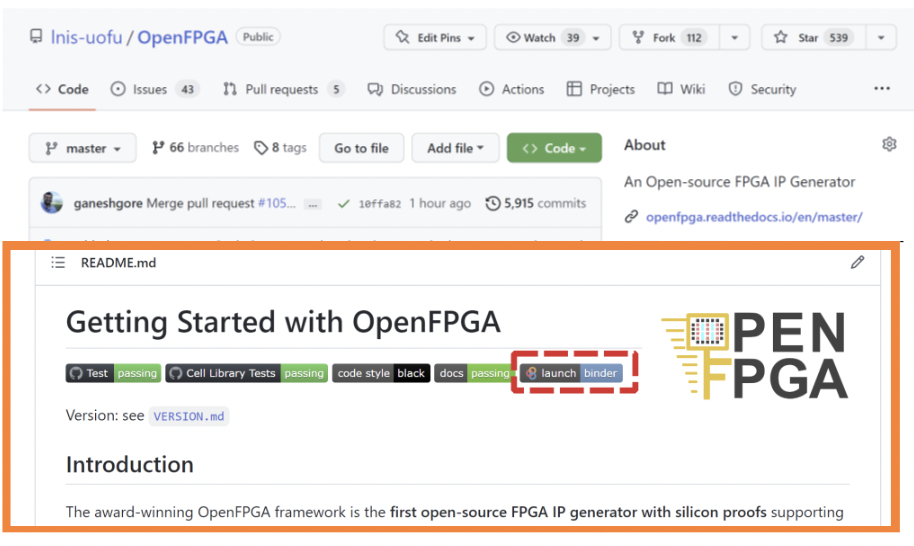 lnis-uofu / OpenFPGA Public Edit Pins Watch 39 Fork 112 Star 539
<> Code Issues 43 Pull requests 5 Discussions Actions Projects Wiki Security ...
master 66 branches 8 tags Go to file Add file <> Code About
An Open-source FPGA IP Generator
ganeshgore Merge pull request #105... ... 10ffa82 1 hour ago 5,915 commits
openfpga.readthedocs.io/en/master/
README.md
Getting Started with OpenFPGA
OPEN
FPGA
Test passing Cell Library Tests passing code style black docs passing launch binder
Version: see VERSION.md
Introduction
The award-winning OpenFPGA framework is the first open-source FPGA IP generator with silicon proofs supporting